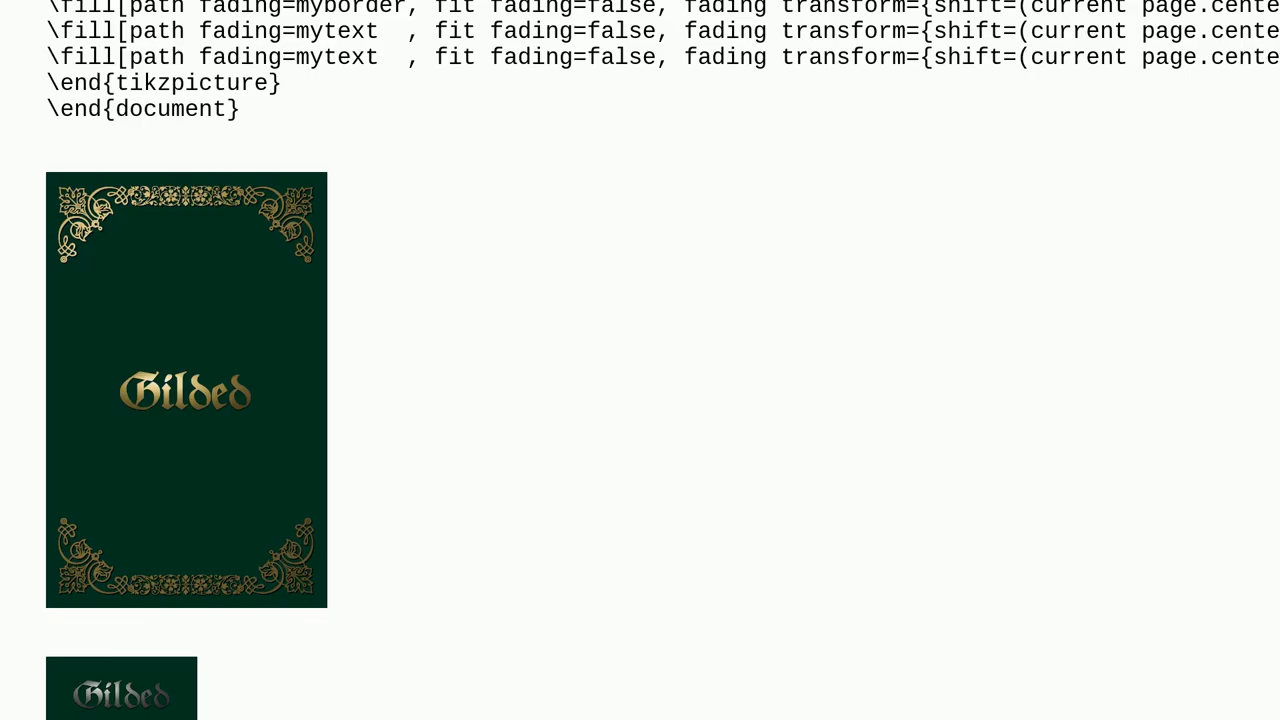 \fill[path fading=myborder, fit fading=false, fading transform={shift=(current page.cente
\fill[path fading=mytext  , fit fading=false, fading transform={shift=(current page.cente
\fill[path fading=mytext  , fit fading=false, fading transform={shift=(current page.cente
\end{tikzpicture}
\end{document}
Gilded
Gilded